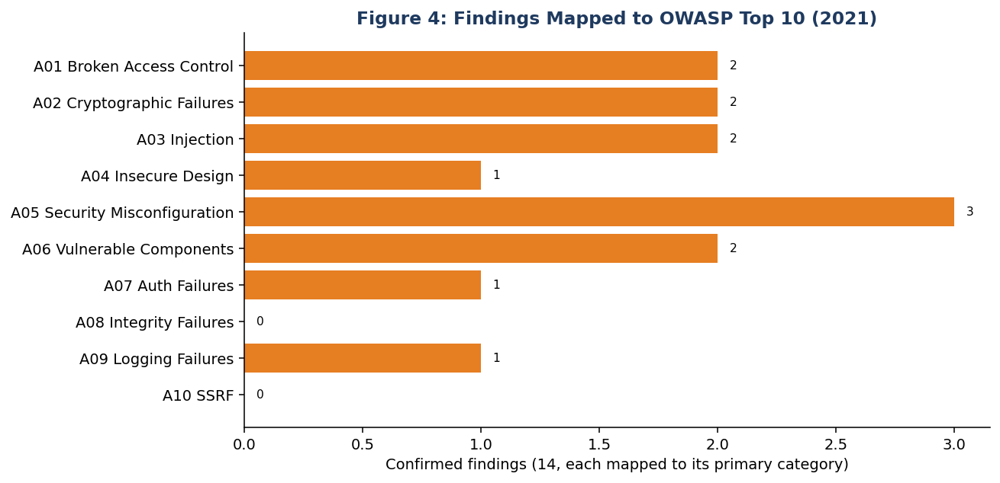 Figure 4: Findings Mapped to OWASP Top 10 (2021)
A01 Broken Access Control 2
A02 Cryptographic Failures 2
A03 Injection 2
A04 Insecure Design 1
A05 Security Misconfiguration 3
A06 Vulnerable Components 2
A07 Auth Failures 1
A08 Integrity Failures 0
A09 Logging Failures 1
A10 SSRF 0
0.0 0.5 1.0 1.5 2.0 2.5 3.0
Confirmed findings (14, each mapped to its primary category)